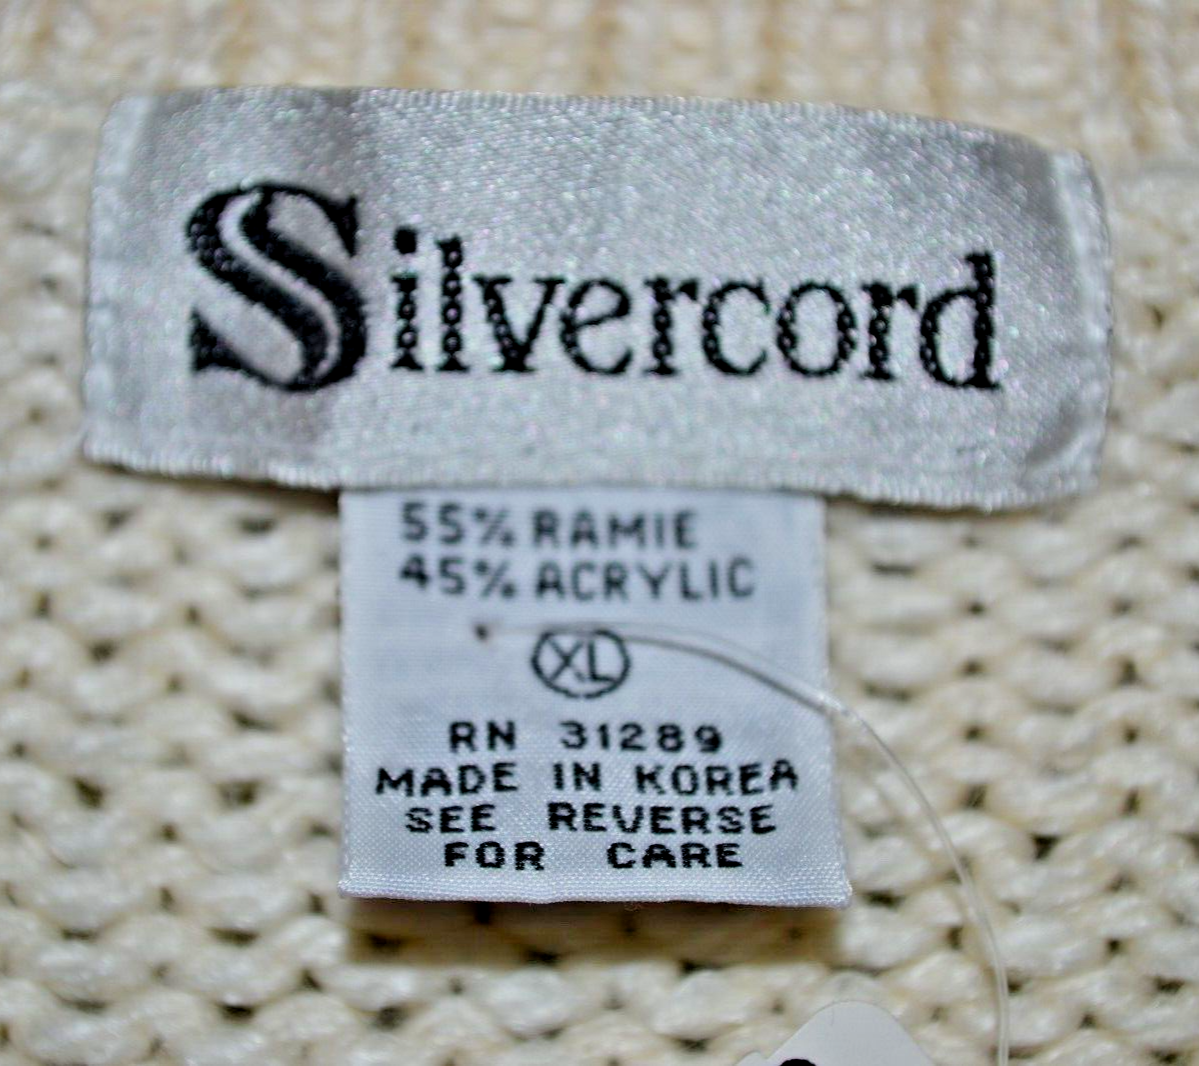 Silvercord
55% RAMIE
45% ACRYLIC
XL
RN 31289
MADE IN KOREA
SEE REVERSE
FOR CARE